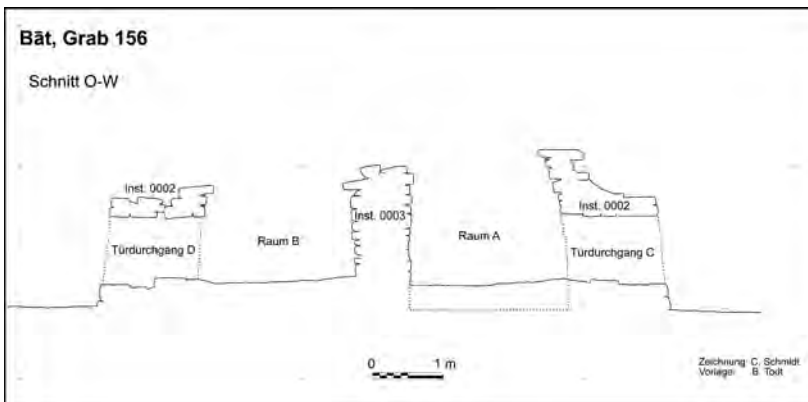 Bāt, Grab 156
Schnitt O-W
Inst. 0002
Inst. 0003
Inst. 0002
Türdurchgang D
Raum B
Raum A
Türdurchgang C
0 1 m
Zeichnung: C. Schmidt
Vorlage: B. Todt